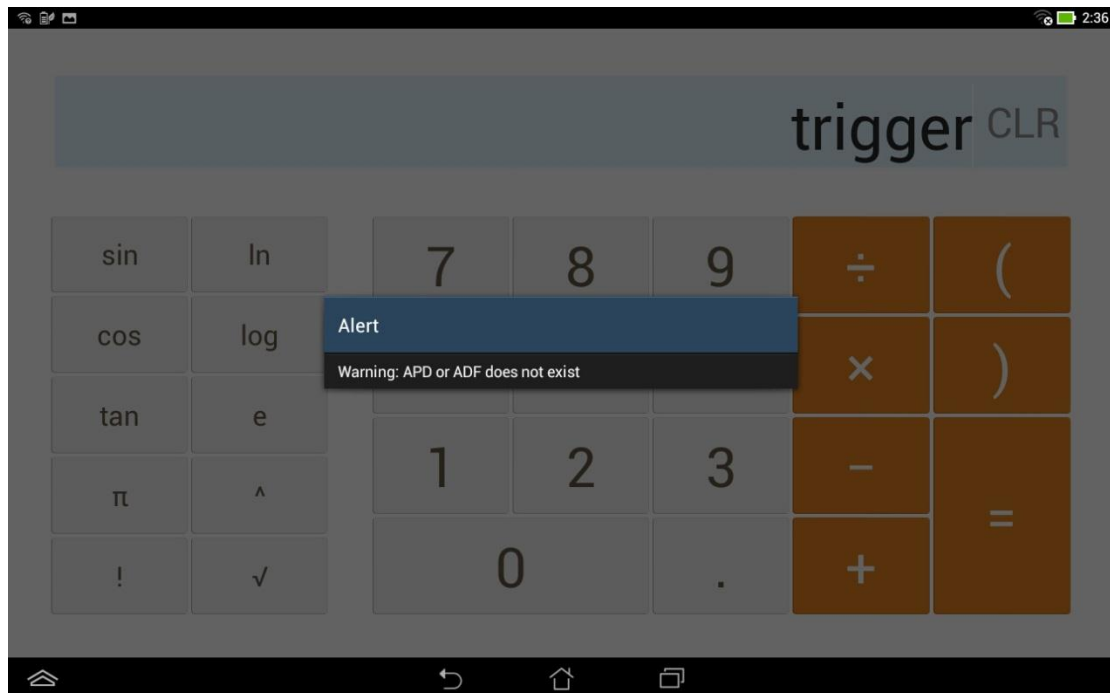 2:36
trigger CLR
sin ln 7 8 9 ÷ (
Alert
cos log × )
Warning: APD or ADF does not exist
tan e
1 2 3 −
π ^ =
0 . +
! √